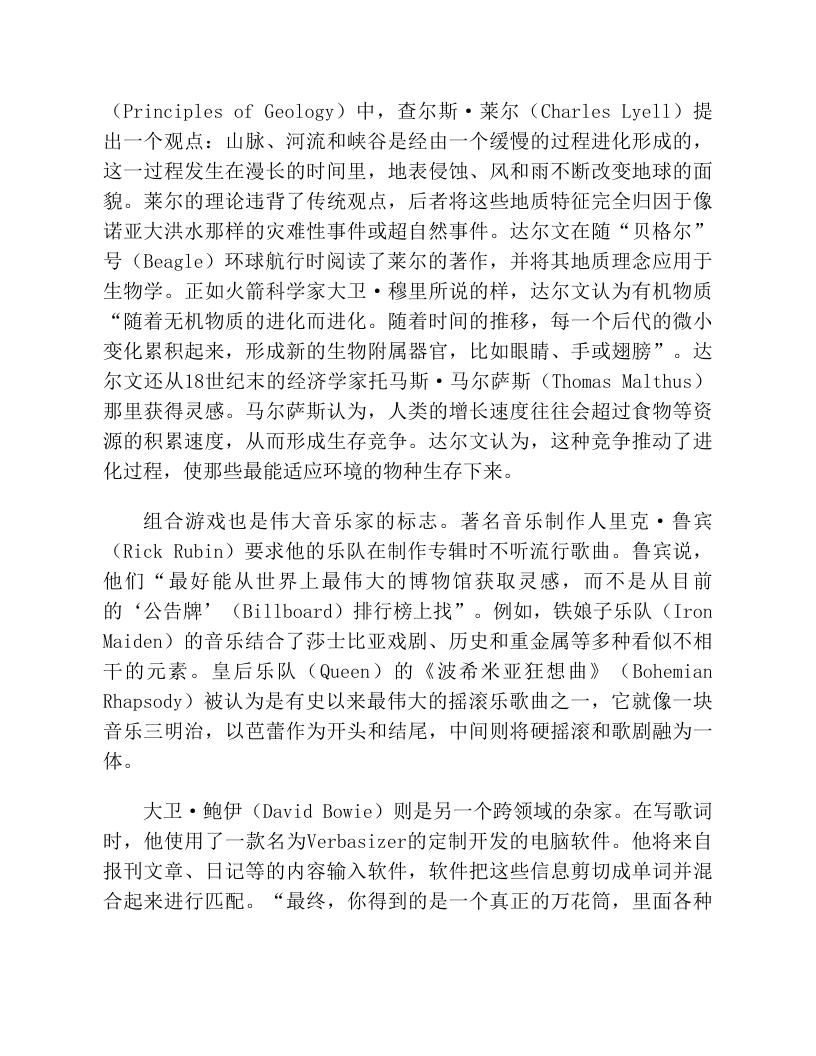 （Principles of Geology）中，查尔斯·莱尔（Charles Lyell）提
出一个观点：山脉、河流和峡谷是经由一个缓慢的过程进化形成的，
这一过程发生在漫长的时间里，地表侵蚀、风和雨不断改变地球的面
貌。莱尔的理论违背了传统观点，后者将这些地质特征完全归因于像
诺亚大洪水那样的灾难性事件或超自然事件。达尔文在随“贝格尔”
号（Beagle）环球航行时阅读了莱尔的著作，并将其地质理念应用于
生物学。正如火箭科学家大卫·穆里所说的样，达尔文认为有机物质
“随着无机物质的进化而进化。随着时间的推移，每一个后代的微小
变化累积起来，形成新的生物附属器官，比如眼睛、手或翅膀”。达
尔文还从18世纪末的经济学家托马斯·马尔萨斯（Thomas Malthus）
那里获得灵感。马尔萨斯认为，人类的增长速度往往会超过食物等资
源的积累速度，从而形成生存竞争。达尔文认为，这种竞争推动了进
化过程，使那些最能适应环境的物种生存下来。
组合游戏也是伟大音乐家的标志。著名音乐制作人里克·鲁宾
（Rick Rubin）要求他的乐队在制作专辑时不听流行歌曲。鲁宾说，
他们“最好能从世界上最伟大的博物馆获取灵感，而不是从目前
的‘公告牌’（Billboard）排行榜上找”。例如，铁娘子乐队（Iron
Maiden）的音乐结合了莎士比亚戏剧、历史和重金属等多种看似不相
干的元素。皇后乐队（Queen）的《波希米亚狂想曲》（Bohemian
Rhapsody）被认为是有史以来最伟大的摇滚乐歌曲之一，它就像一块
音乐三明治，以芭蕾作为开头和结尾，中间则将硬摇滚和歌剧融为一
体。
大卫·鲍伊（David Bowie）则是另一个跨领域的杂家。在写歌词
时，他使用了一款名为Verbasizer的定制开发的电脑软件。他将来自
报刊文章、日记等的内容输入软件，软件把这些信息剪切成单词并混
合起来进行匹配。“最终，你得到的是一个真正的万花筒，里面各种